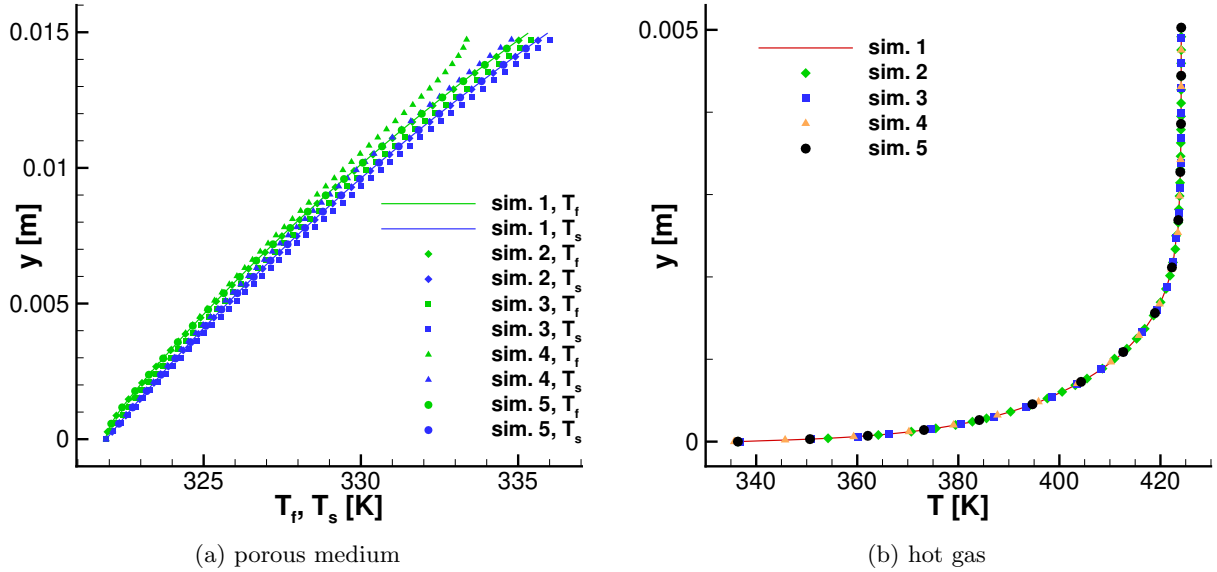 0.015
0.01
0.005
0
y [m]
325
330
335
T_f, T_s [K]
sim. 1, T_f
sim. 1, T_s
sim. 2, T_f
sim. 2, T_s
sim. 3, T_f
sim. 3, T_s
sim. 4, T_f
sim. 4, T_s
sim. 5, T_f
sim. 5, T_s
(a) porous medium
0.005
0
y [m]
340
360
380
400
420
T [K]
sim. 1
sim. 2
sim. 3
sim. 4
sim. 5
(b) hot gas